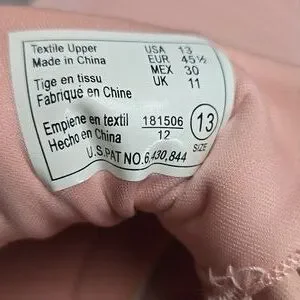 Textile Upper
Made in China
USA 13
EUR 45½
MEX 30
UK 11
Tige en tissu
Fabriqué en Chine
Empiene en textil
Hecho en China
181506
12
13
SIZE
U.S.PAT NO.6,430,844